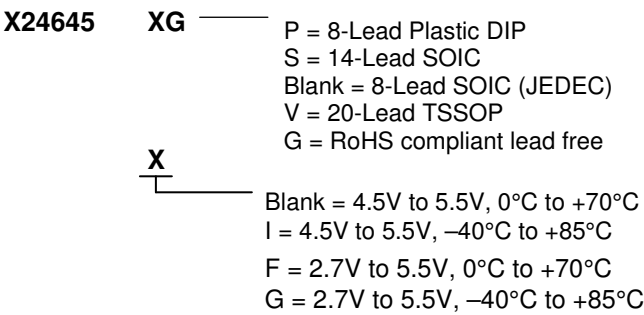 X24645 XG P = 8-Lead Plastic DIP
S = 14-Lead SOIC
Blank = 8-Lead SOIC (JEDEC)
V = 20-Lead TSSOP
G = RoHS compliant lead free
X
Blank = 4.5V to 5.5V, 0°C to +70°C
I = 4.5V to 5.5V, –40°C to +85°C
F = 2.7V to 5.5V, 0°C to +70°C
G = 2.7V to 5.5V, –40°C to +85°C